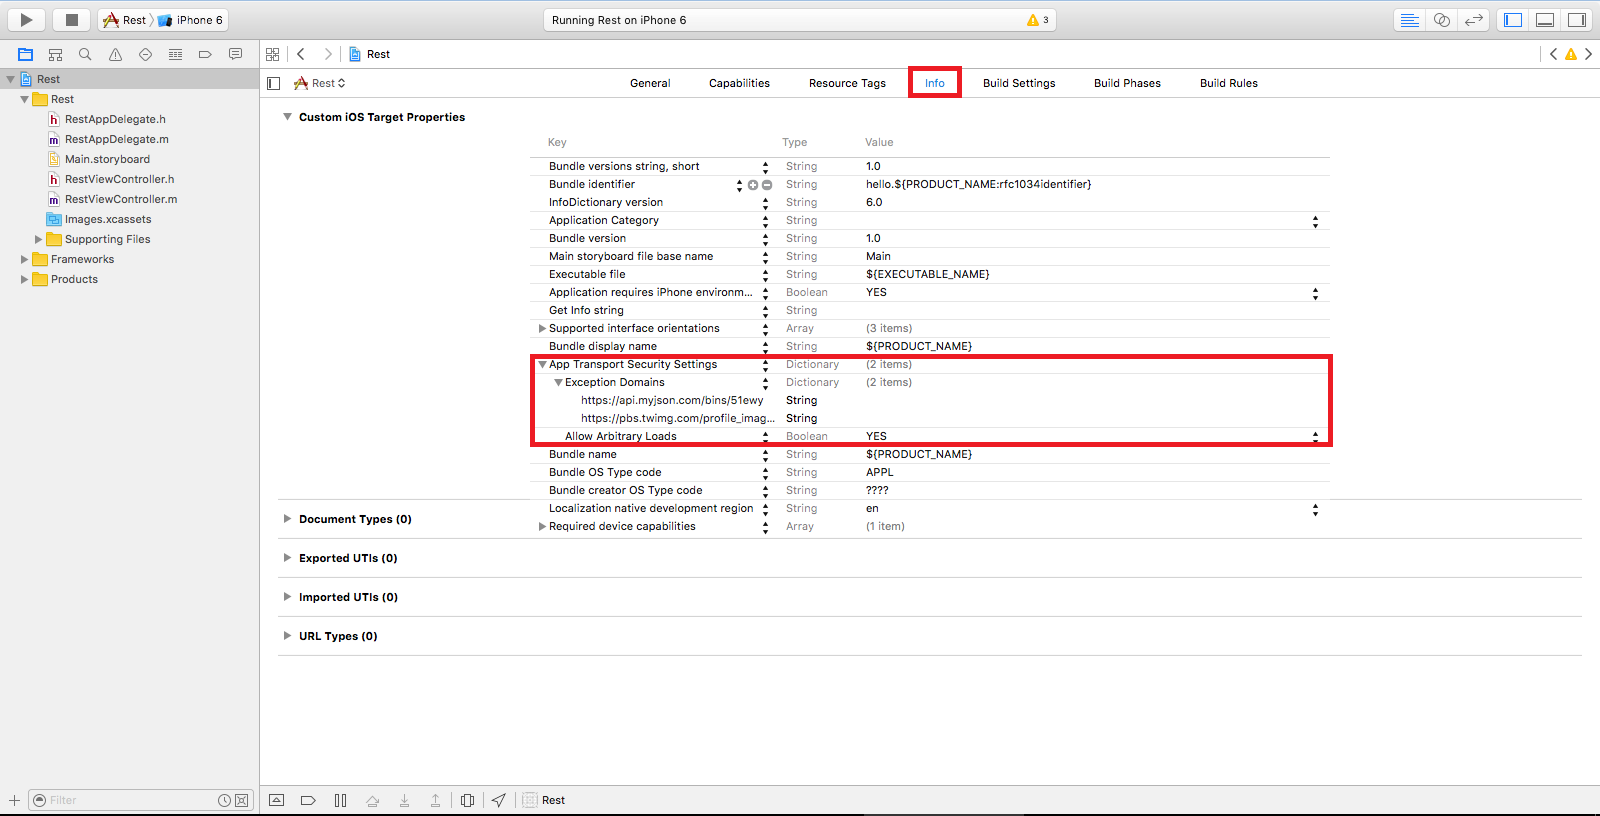 Rest
iPhone 6
Running Rest on iPhone 6
3
Rest
Rest
Rest
General
Capabilities
Resource Tags
Info
Build Settings
Build Phases
Build Rules
Rest
RestAppDelegate.h
RestAppDelegate.m
Main.storyboard
RestViewController.h
RestViewController.m
Images.xcassets
Supporting Files
Frameworks
Products
Custom iOS Target Properties
Key Type Value
Bundle versions string, short String 1.0
Bundle identifier String hello.${PRODUCT_NAME:rfc1034identifier}
InfoDictionary version String 6.0
Application Category String
Bundle version String 1.0
Main storyboard file base name String Main
Executable file String ${EXECUTABLE_NAME}
Application requires iPhone environm... Boolean YES
Get Info string String
Supported interface orientations Array (3 items)
Bundle display name String ${PRODUCT_NAME}
App Transport Security Settings Dictionary (2 items)
Exception Domains Dictionary (2 items)
https://api.myjson.com/bins/51ewy String
https://pbs.twimg.com/profile_imag... String
Allow Arbitrary Loads Boolean YES
Bundle name String ${PRODUCT_NAME}
Bundle OS Type code String APPL
Bundle creator OS Type code String ????
Localization native development region String en
Required device capabilities Array (1 item)
Document Types (0)
Exported UTIs (0)
Imported UTIs (0)
URL Types (0)
Filter
Rest